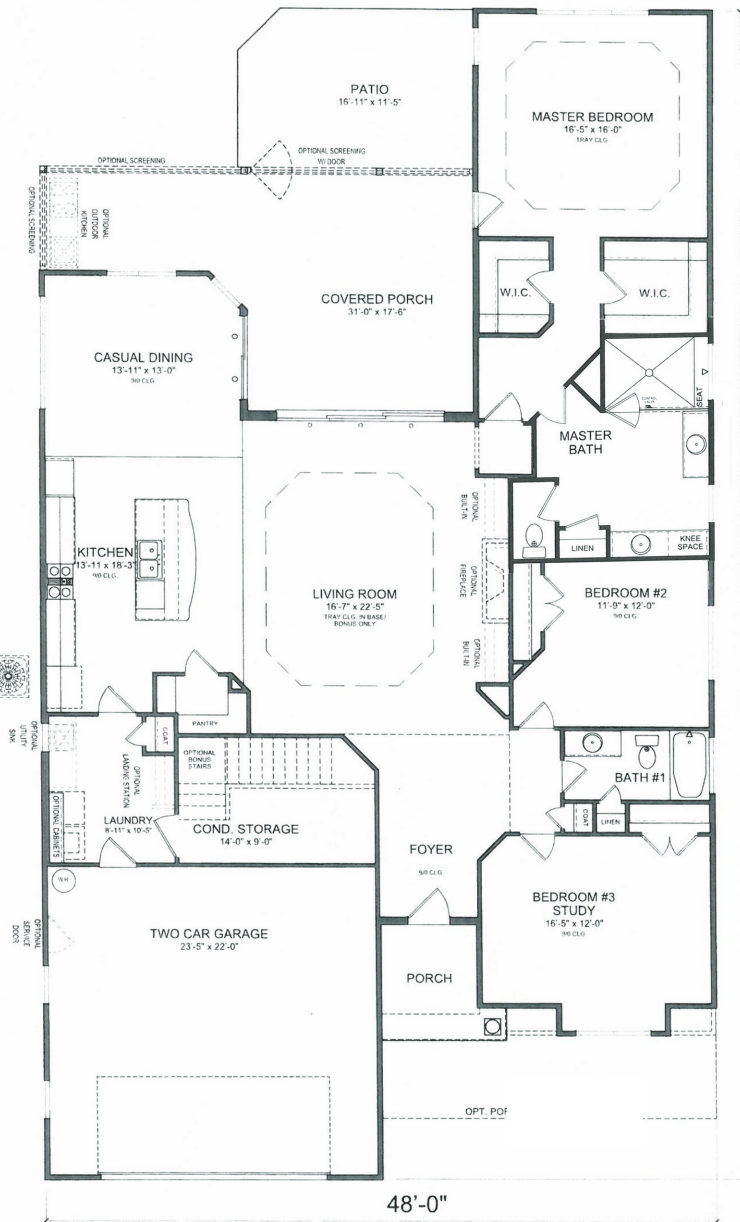 PATIO
16'-11" x 11'-5"
MASTER BEDROOM
16'-5" x 16'-0"
TRAY CLG
OPTIONAL SCREENING
OPTIONAL SCREENING
W/ DOOR
OPTIONAL SCREENING
OPTIONAL
OUTDOOR
KITCHEN
W.I.C.
W.I.C.
COVERED PORCH
31'-0" x 17'-6"
CASUAL DINING
13'-11" x 13'-0"
9/0 CLG
SEAT
MASTER
BATH
OPTIONAL
BUILT-IN
KITCHEN
13'-11 x 18'-3"
9/0 CLG
LINEN
KNEE
SPACE
OPTIONAL
FIREPLACE
LIVING ROOM
16'-7" x 22'-5"
TRAY CLG. IN BASE/
BONUS ONLY
BEDROOM #2
11'-9" x 12'-0"
9/0 CLG
OPTIONAL
BUILT-IN
PANTRY
OPTIONAL
UTILITY
SINK
COAT
OPTIONAL
BONUS
STAIRS
OPTIONAL
LANDING STATION
BATH #1
OPTIONAL CABINETS
LAUNDRY
8'-11" x 10'-5"
COND. STORAGE
14'-0" x 9'-0"
COAT
LINEN
FOYER
9/0 CLG
WH
BEDROOM #3
STUDY
16'-5" x 12'-0"
9/0 CLG
OPTIONAL
SERVICE
DOOR
TWO CAR GARAGE
23'-5" x 22'-0"
PORCH
OPT. POR
48'-0"